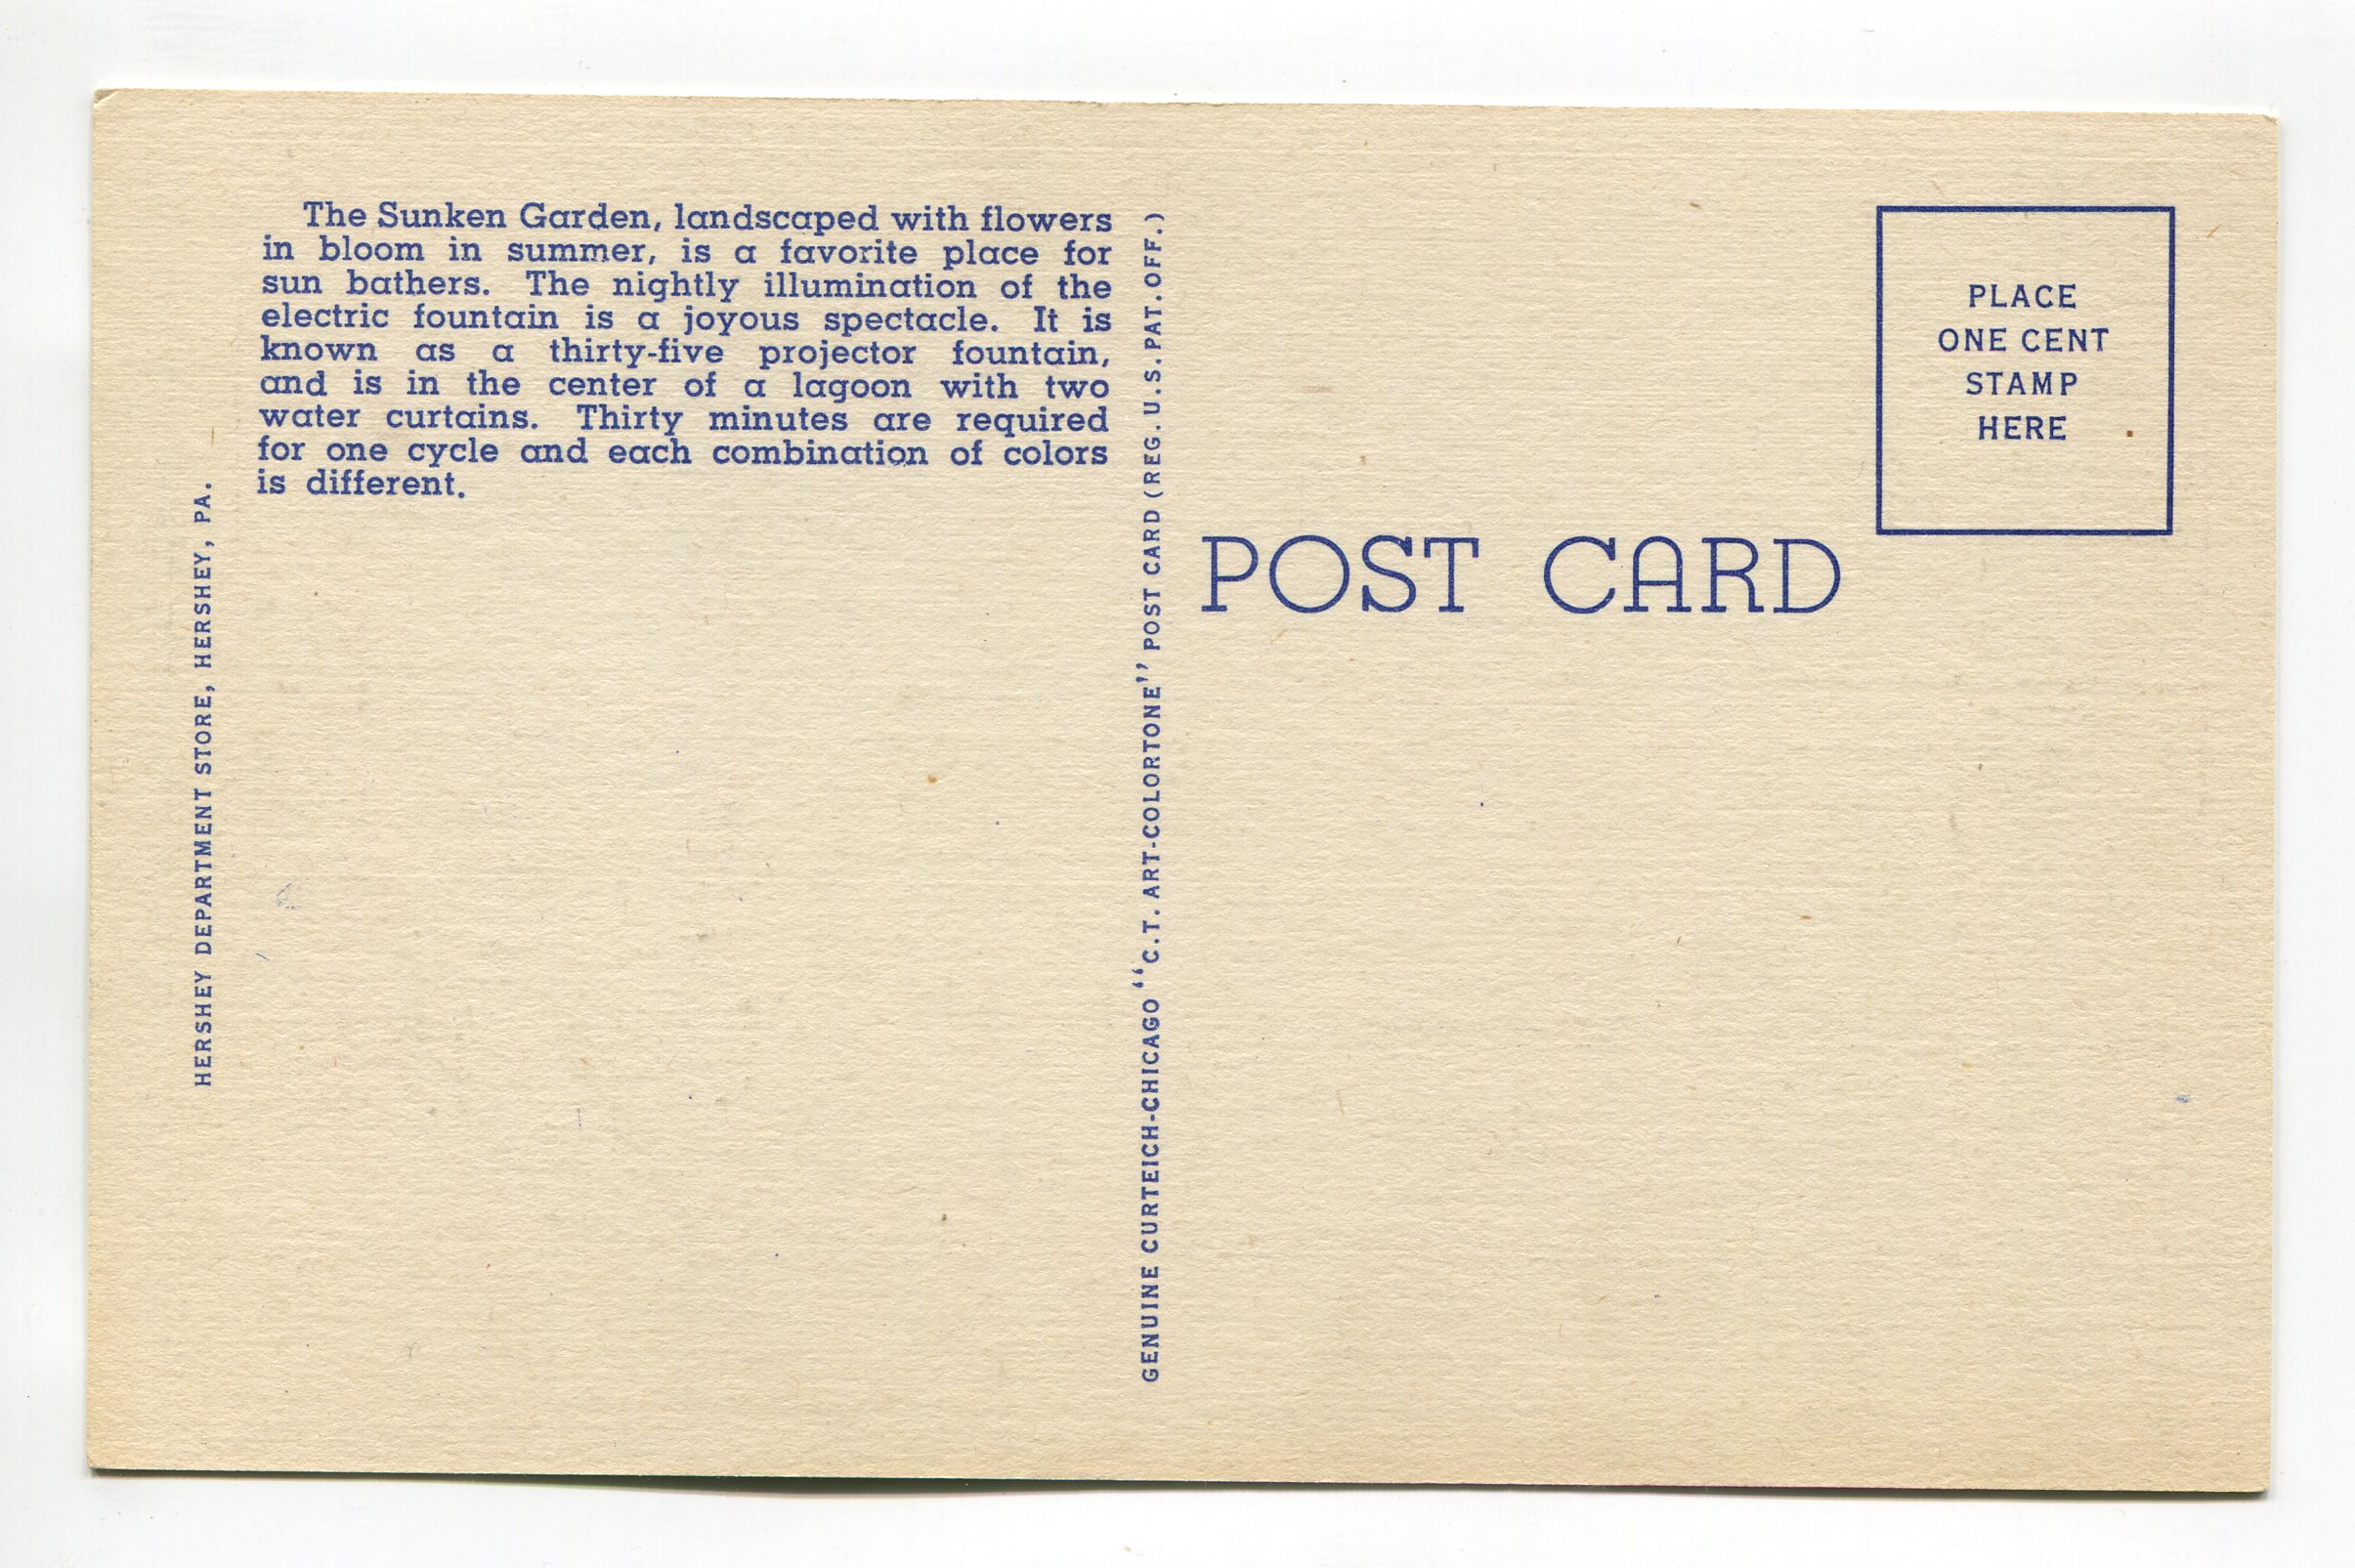 The Sunken Garden, landscaped with flowers
in bloom in summer, is a favorite place for
sun bathers. The nightly illumination of the
electric fountain is a joyous spectacle. It is
known as a thirty-five projector fountain,
and is in the center of a lagoon with two
water curtains. Thirty minutes are required
for one cycle and each combination of colors
is different.
HERSHEY DEPARTMENT STORE, HERSHEY, PA.
GENUINE CURTEICH-CHICAGO "C.T. ART-COLORTONE" POST CARD (REG. U.S. PAT. OFF.)
POST CARD
PLACE
ONE CENT
STAMP
HERE